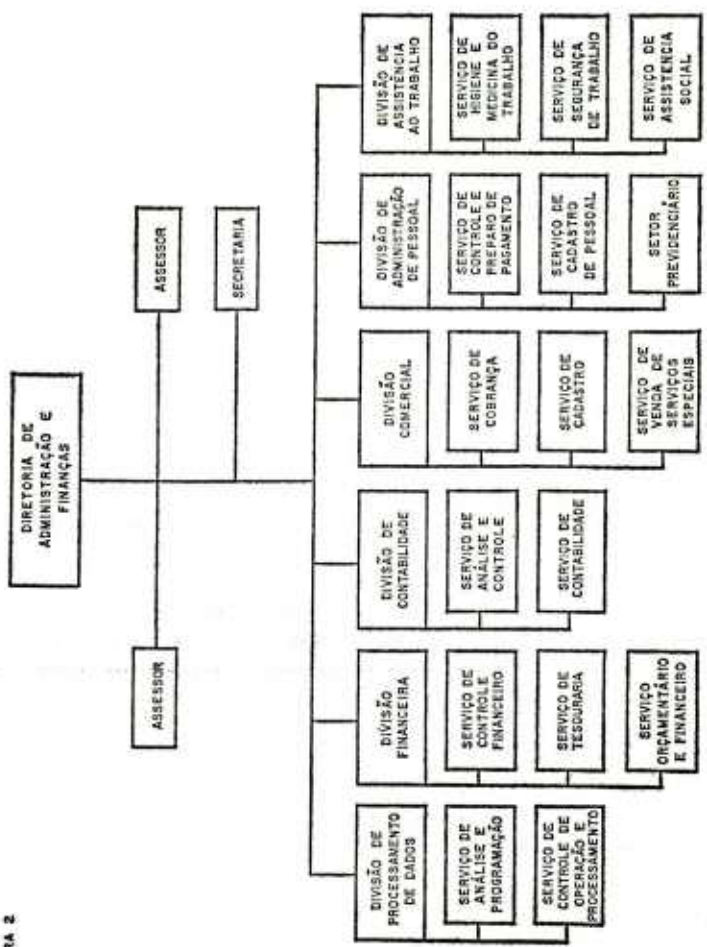 RA 2
DIRETORIA DE
ADMINISTRAÇÃO E
FINANÇAS
ASSESSOR
ASSESSOR
SECRETARIA
DIVISÃO DE
PROCESSAMENTO
DE DADOS
SERVIÇO DE
ANÁLISE E
PROGRAMAÇÃO
SERVIÇO DE
CONTROLE DE
OPERAÇÃO E
PROCESSAMENTO
DIVISÃO
FINANCEIRA
SERVIÇO DE
CONTROLE
FINANCEIRO
SERVIÇO DE
TESOURARIA
SERVIÇO
ORÇAMENTÁRIO
E FINANCEIRO
DIVISÃO DE
CONTABILIDADE
SERVIÇO DE
ANÁLISE E
CONTROLE
SERVIÇO DE
CONTABILIDADE
DIVISÃO
COMERCIAL
SERVIÇO DE
COBRANÇA
SERVIÇO DE
CADASTRO
SERVIÇO DE
VENDA DE
SERVIÇOS
ESPECIAIS
DIVISÃO DE
ADMINISTRAÇÃO
DE PESSOAL
SERVIÇO DE
CONTROLE E
PREPARO DE
PAGAMENTO
SERVIÇO DE
CADASTRO
DE PESSOAL
SETOR
PREVIDENCIÁRIO
DIVISÃO DE
ASSISTÊNCIA
AO TRABALHO
SERVIÇO DE
HIGIENE E
MEDICINA DO
TRABALHO
SERVIÇO DE
SEGURANÇA
DE TRABALHO
SERVIÇO DE
ASSISTENCIA
SOCIAL